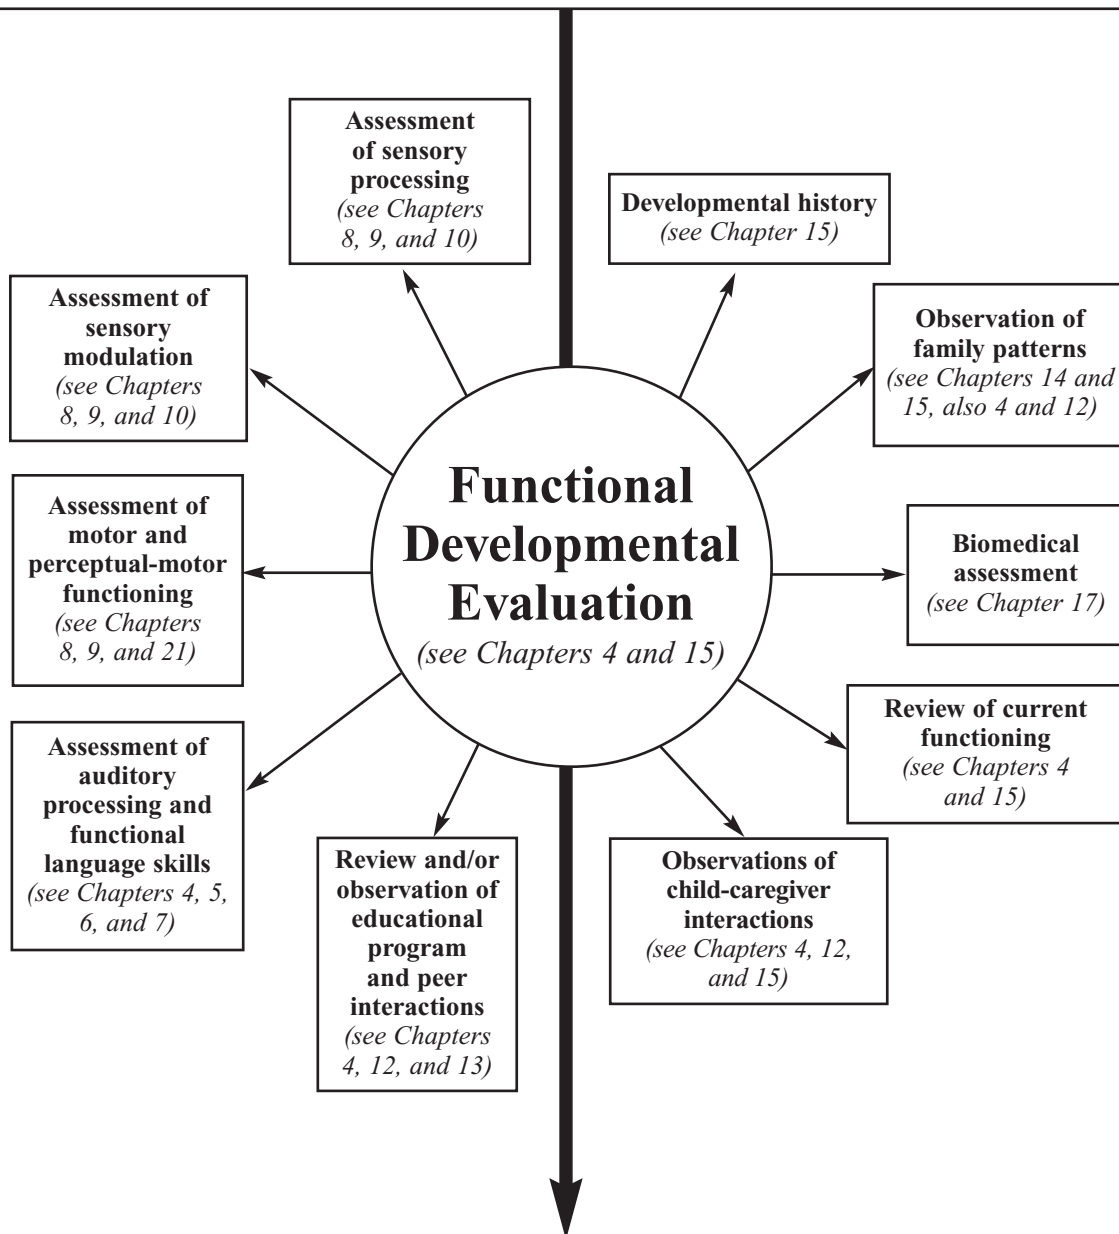 Assessment
of sensory
processing
(see Chapters
8, 9, and 10)
Developmental history
(see Chapter 15)
Assessment of
sensory
modulation
(see Chapters
8, 9, and 10)
Observation of
family patterns
(see Chapters 14 and
15, also 4 and 12)
Functional
Developmental
Evaluation
(see Chapters 4 and 15)
Assessment of
motor and
perceptual-motor
functioning
(see Chapters
8, 9, and 21)
Biomedical
assessment
(see Chapter 17)
Assessment of
auditory
processing and
functional
language skills
(see Chapters 4, 5,
6, and 7)
Review of current
functioning
(see Chapters 4
and 15)
Review and/or
observation of
educational
program
and peer
interactions
(see Chapters
4, 12, and 13)
Observations of
child-caregiver
interactions
(see Chapters 4, 12,
and 15)